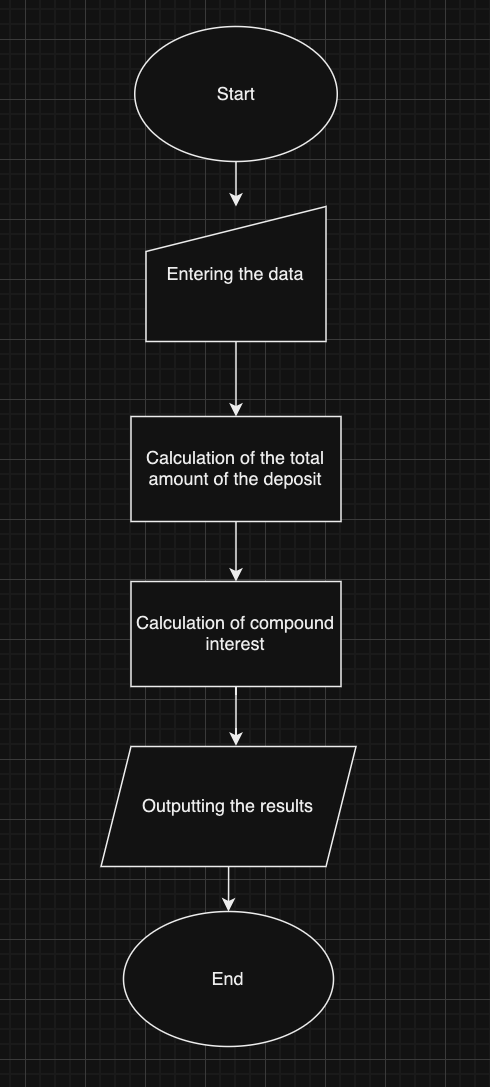 Start
Entering the data
Calculation of the total
amount of the deposit
Calculation of compound
interest
Outputting the results
End